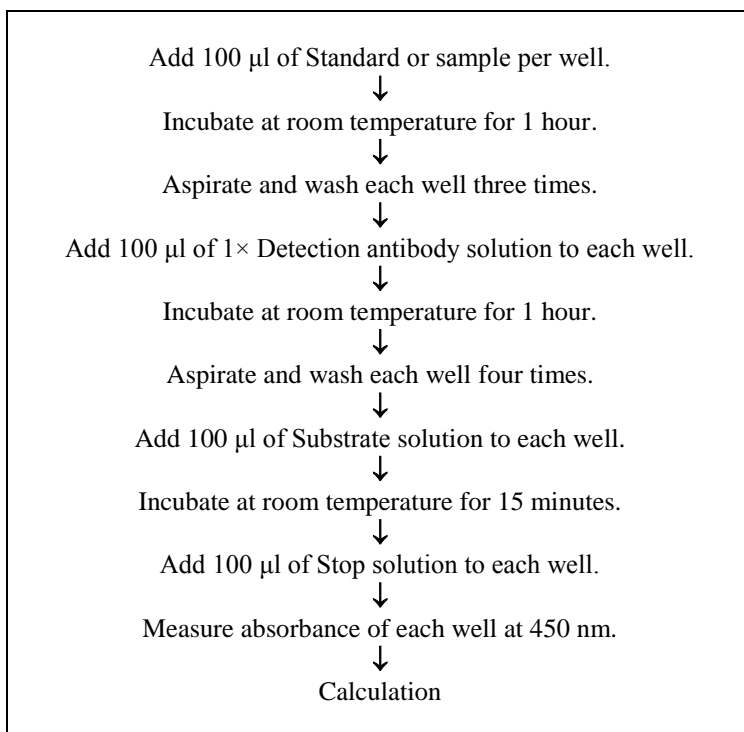 Add 100 μl of Standard or sample per well.
↓
Incubate at room temperature for 1 hour.
↓
Aspirate and wash each well three times.
↓
Add 100 μl of 1× Detection antibody solution to each well.
↓
Incubate at room temperature for 1 hour.
↓
Aspirate and wash each well four times.
↓
Add 100 μl of Substrate solution to each well.
↓
Incubate at room temperature for 15 minutes.
↓
Add 100 μl of Stop solution to each well.
↓
Measure absorbance of each well at 450 nm.
↓
Calculation